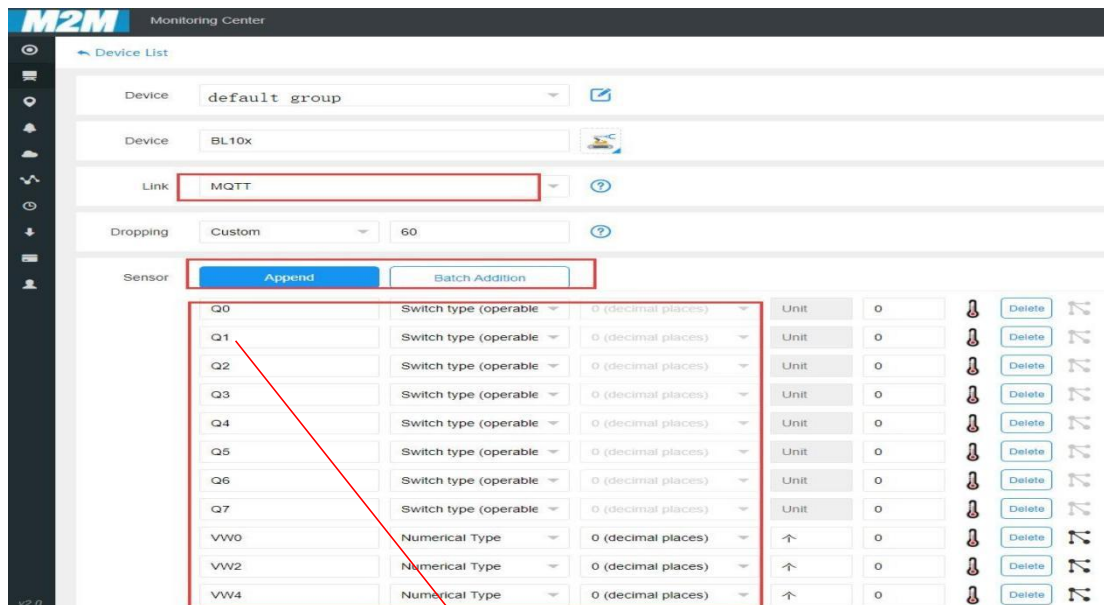 M2M Monitoring Center
Device List
Device default group
Device BL10x
Link MQTT
Dropping Custom 60
Sensor Append Batch Addition
Q0 Switch type (operable 0 (decimal places) Unit 0 Delete
Q1 Switch type (operable 0 (decimal places) Unit 0 Delete
Q2 Switch type (operable 0 (decimal places) Unit 0 Delete
Q3 Switch type (operable 0 (decimal places) Unit 0 Delete
Q4 Switch type (operable 0 (decimal places) Unit 0 Delete
Q5 Switch type (operable 0 (decimal places) Unit 0 Delete
Q6 Switch type (operable 0 (decimal places) Unit 0 Delete
Q7 Switch type (operable 0 (decimal places) Unit 0 Delete
VW0 Numerical Type 0 (decimal places) 个 0 Delete
VW2 Numerical Type 0 (decimal places) 个 0 Delete
VW4 Numerical Type 0 (decimal places) 个 0 Delete
v2.0